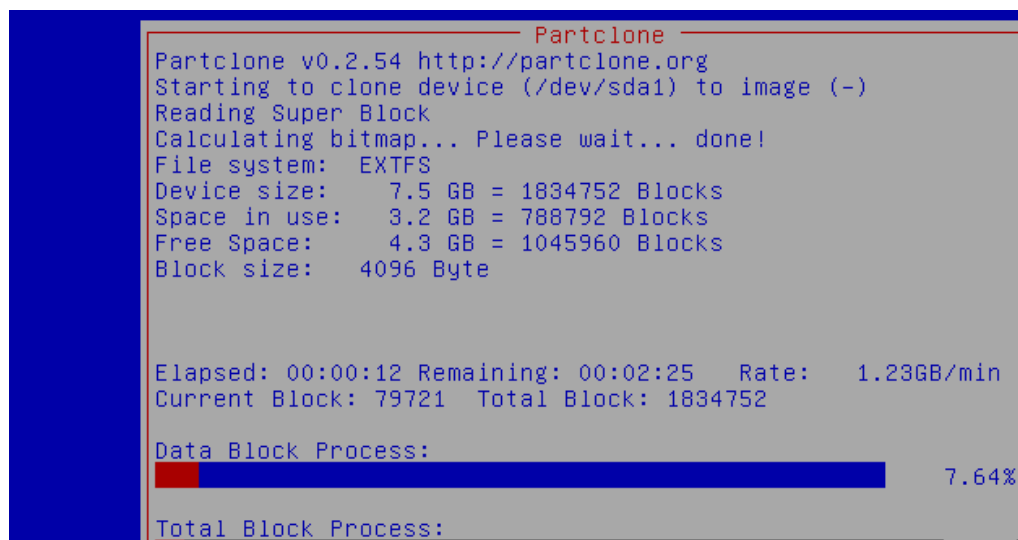 Partclone
Partclone v0.2.54 http://partclone.org
Starting to clone device (/dev/sda1) to image (-)
Reading Super Block
Calculating bitmap... Please wait... done!
File system:  EXTFS
Device size:    7.5 GB = 1834752 Blocks
Space in use:   3.2 GB = 788792 Blocks
Free Space:     4.3 GB = 1045960 Blocks
Block size:   4096 Byte
Elapsed: 00:00:12 Remaining: 00:02:25   Rate:   1.23GB/min
Current Block: 79721  Total Block: 1834752
Data Block Process:
7.64%
Total Block Process: